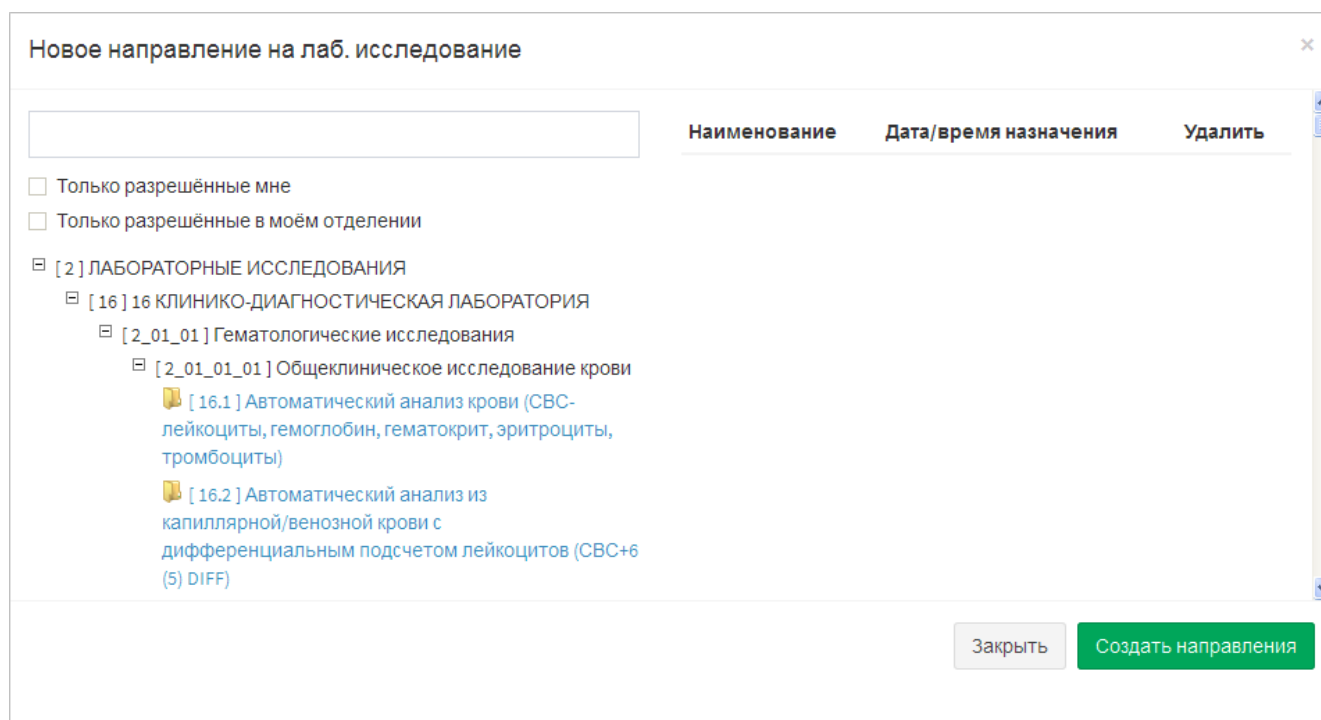 Новое направление на лаб. исследование
×
Наименование Дата/время назначения Удалить
Только разрешённые мне
Только разрешённые в моём отделении
[ 2 ] ЛАБОРАТОРНЫЕ ИССЛЕДОВАНИЯ
[ 16 ] 16 КЛИНИКО-ДИАГНОСТИЧЕСКАЯ ЛАБОРАТОРИЯ
[ 2_01_01 ] Гематологические исследования
[ 2_01_01_01 ] Общеклиническое исследование крови
[ 16.1 ] Автоматический анализ крови (CBC-
лейкоциты, гемоглобин, гематокрит, эритроциты,
тромбоциты)
[ 16.2 ] Автоматический анализ из
капиллярной/венозной крови с
дифференциальным подсчетом лейкоцитов (CBC+6
(5) DIFF)
Закрыть Создать направления